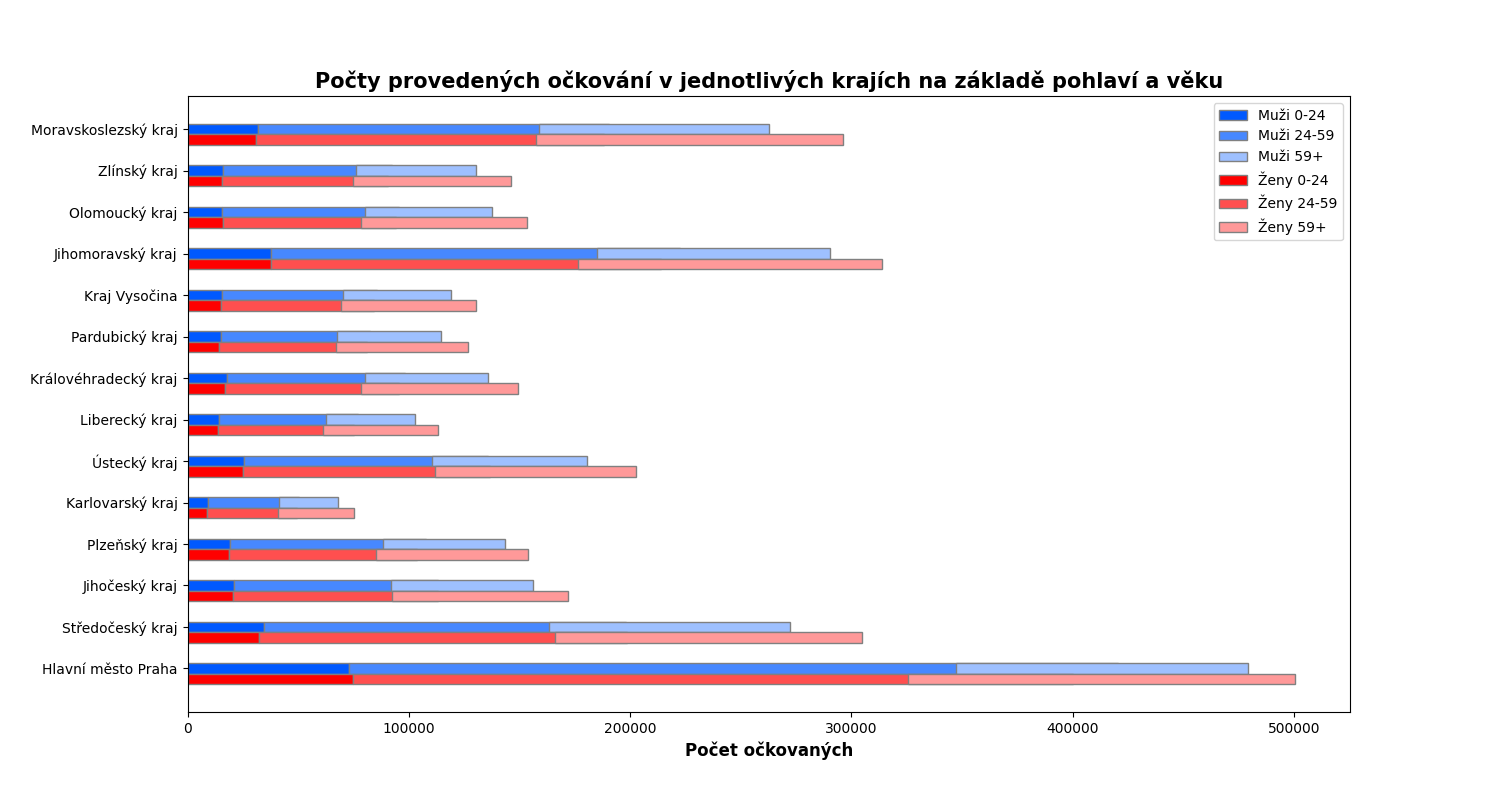 Počty provedených očkování v jednotlivých krajích na základě pohlaví a věku
Moravskoslezský kraj
Zlínský kraj
Olomoucký kraj
Jihomoravský kraj
Kraj Vysočina
Pardubický kraj
Královéhradecký kraj
Liberecký kraj
Ústecký kraj
Karlovarský kraj
Plzeňský kraj
Jihočeský kraj
Středočeský kraj
Hlavní město Praha
Muži 0-24
Muži 24-59
Muži 59+
Ženy 0-24
Ženy 24-59
Ženy 59+
0 100000 200000 300000 400000 500000
Počet očkovaných